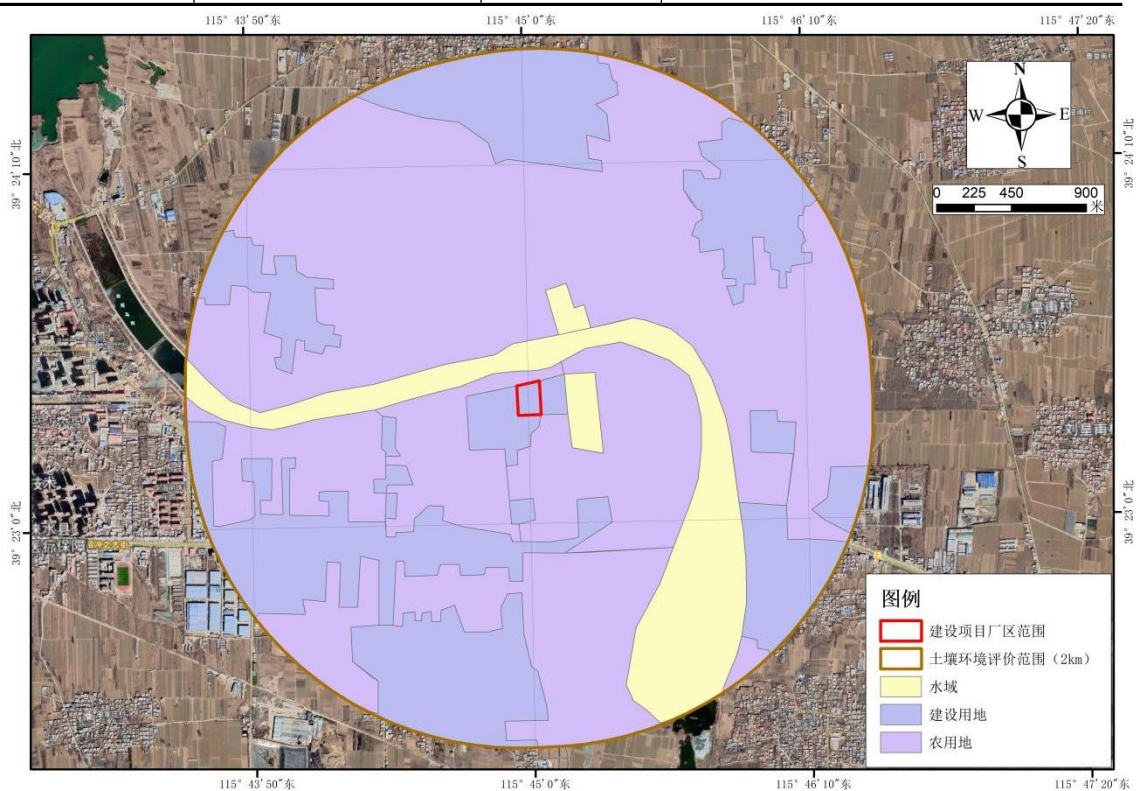 115° 43′ 50″东
115° 45′ 0″东
115° 46′ 10″东
115° 47′ 20″东
N
W
E
S
39° 24′ 10″北
39° 24′ 10″北
0 225 450 900
米
39° 23′ 0″北
39° 23′ 0″北
图例
建设项目厂区范围
土壤环境评价范围（2km）
水域
建设用地
农用地
115° 43′ 50″东
115° 45′ 0″东
115° 46′ 10″东
115° 47′ 20″东